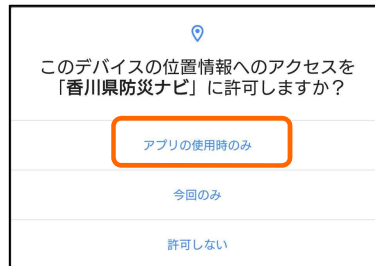 このデバイスの位置情報へのアクセスを
「香川県防災ナビ」に許可しますか？
アプリの使用時のみ
今回のみ
許可しない